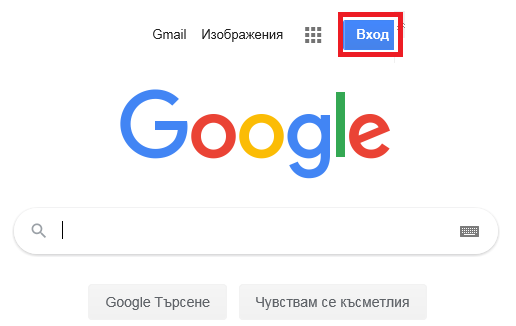 Gmail Изображения Вход
Google
Google Търсене Чувствам се късметлия